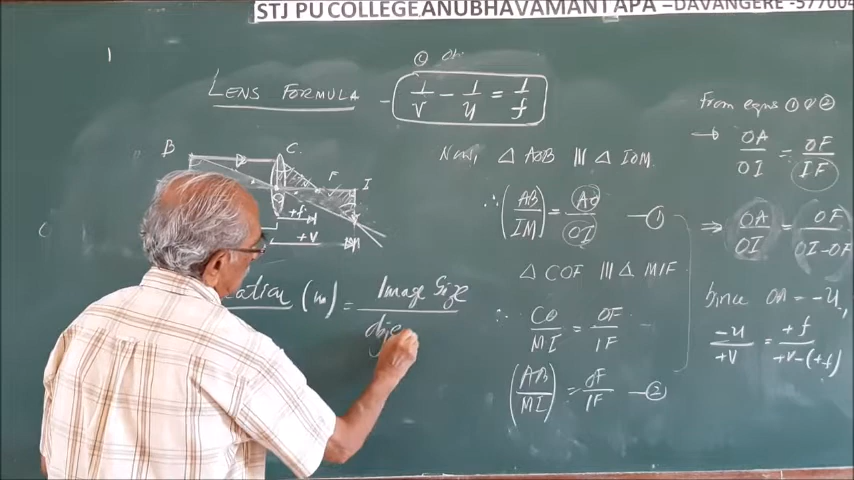 STJ PU COLLEGE, ANUBHAVAMANTAPA – DAVANGERE - 577004
LENS FORMULA
1/v - 1/u = 1/f
B C F I O M
+f
+v
(m) = Image Size / Obje
Now, △ AOB ||| △ IOM
∴ (AB/IM) = AO/OI — ①
△ COF ||| △ MIF
∴ CO/MI = OF/IF
(AB/MI) = OF/IF — ②
from eqns ① & ②
→ OA/OI = OF/IF
⇒ OA/OI = OF/OI-OF
Since OA = -u,
-u/+v = +f/+v-(+f)